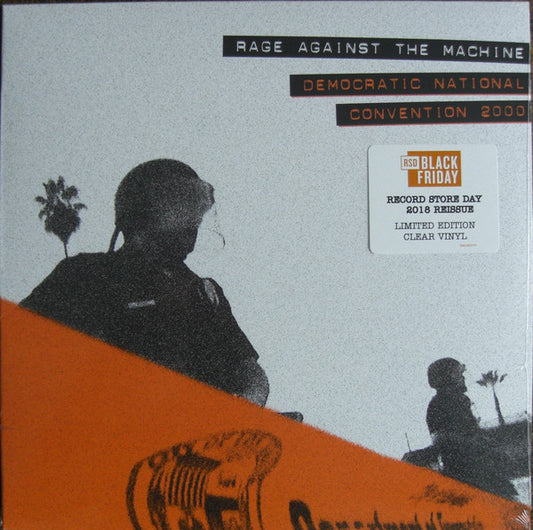 RAGE AGAINST THE MACHINE
DEMOCRATIC NATIONAL
CONVENTION 2000
RSD BLACK
FRIDAY
RECORD STORE DAY
2018 REISSUE
LIMITED EDITION
CLEAR VINYL